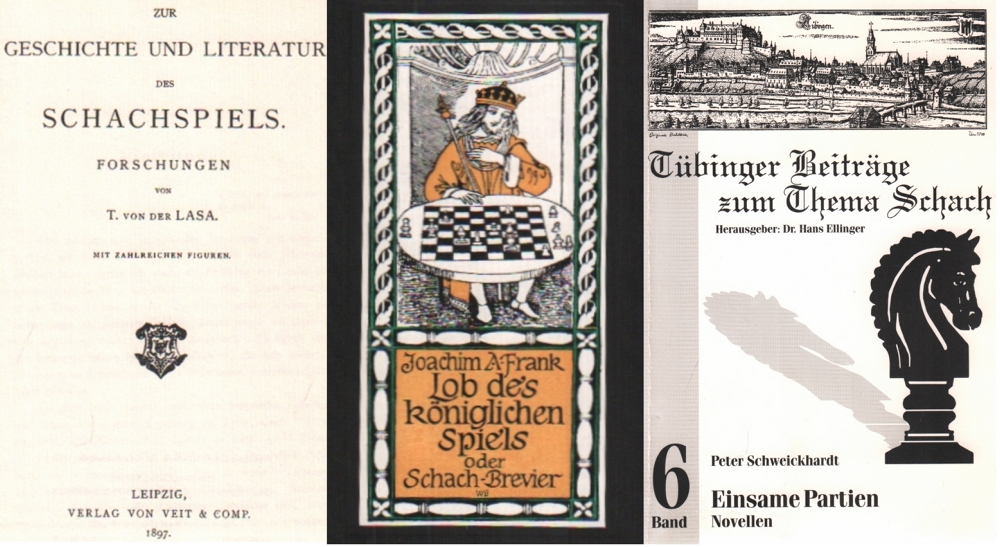 ZUR
GESCHICHTE UND LITERATUR
DES
SCHACHSPIELS.
FORSCHUNGEN
VON
T. VON DER LASA.
MIT ZAHLREICHEN FIGUREN.
LEIPZIG,
VERLAG VON VEIT & COMP.
1897.
Joachim A. Frank
Lob des
königlichen
Spiels
oder
Schach-Brevier
Tübinger Beiträge
zum Thema Schach
Herausgeber: Dr. Hans Ellinger
6
Band
Peter Schweickhardt
Einsame Partien
Novellen